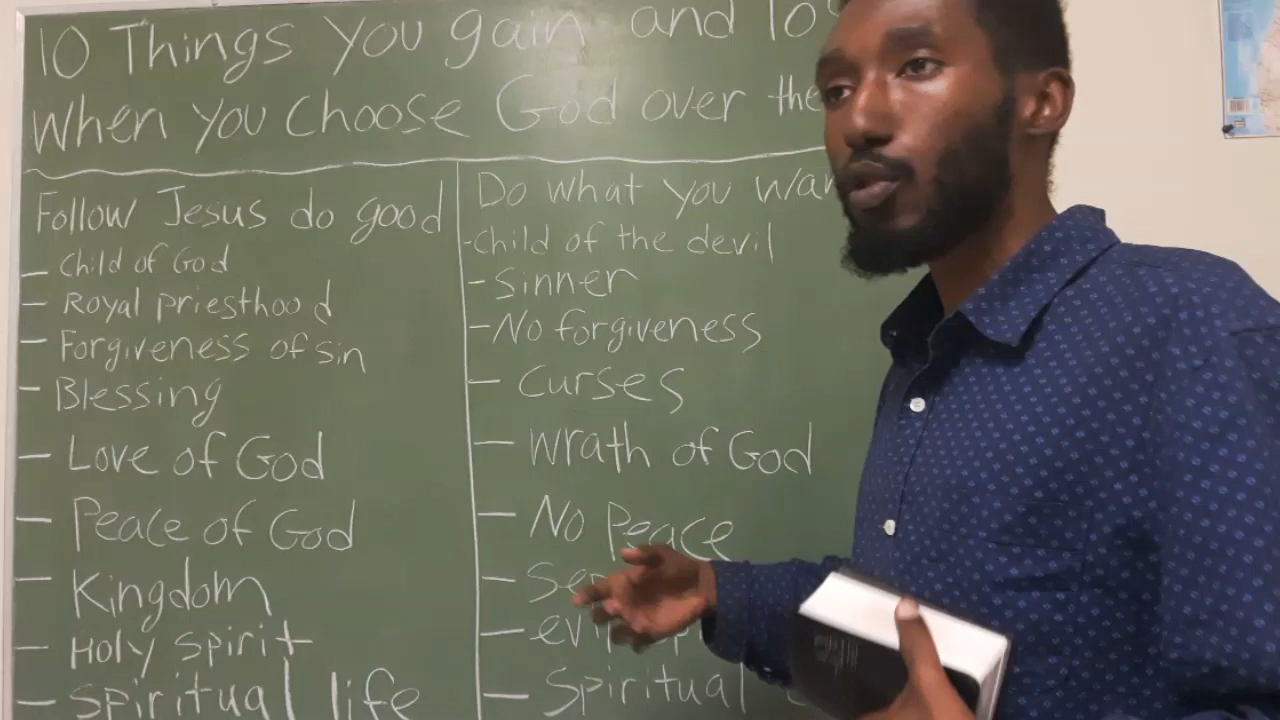 10 Things you gain and lo
When you choose God over the
Follow Jesus do good
- Child of God
- Royal priesthood
- Forgiveness of sin
- Blessing
- Love of God
- Peace of God
- Kingdom
- Holy spirit
- Spiritual life
Do what you wan
-Child of the devil
- Sinner
- No forgiveness
- Curses
- Wrath of God
- No Peace
- Spiritual